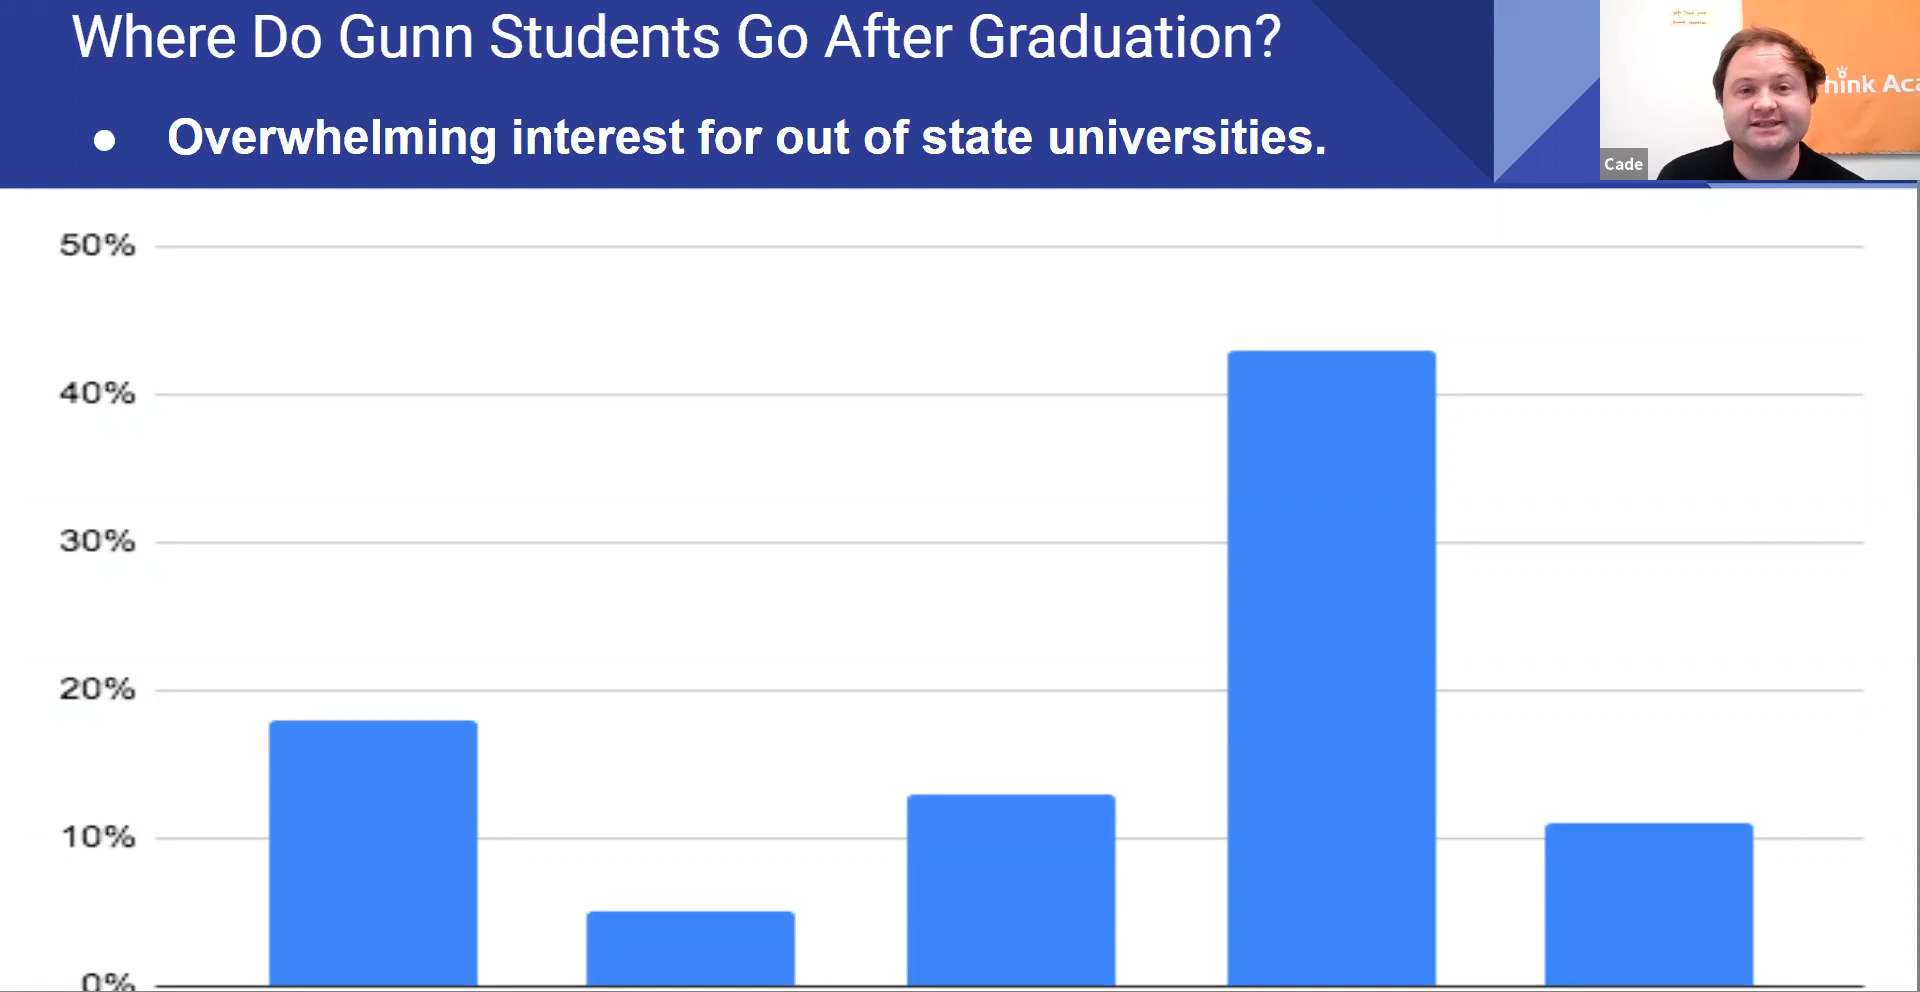 Where Do Gunn Students Go After Graduation?
● Overwhelming interest for out of state universities.
hink Aca
Cade
50%
40%
30%
20%
10%
0%